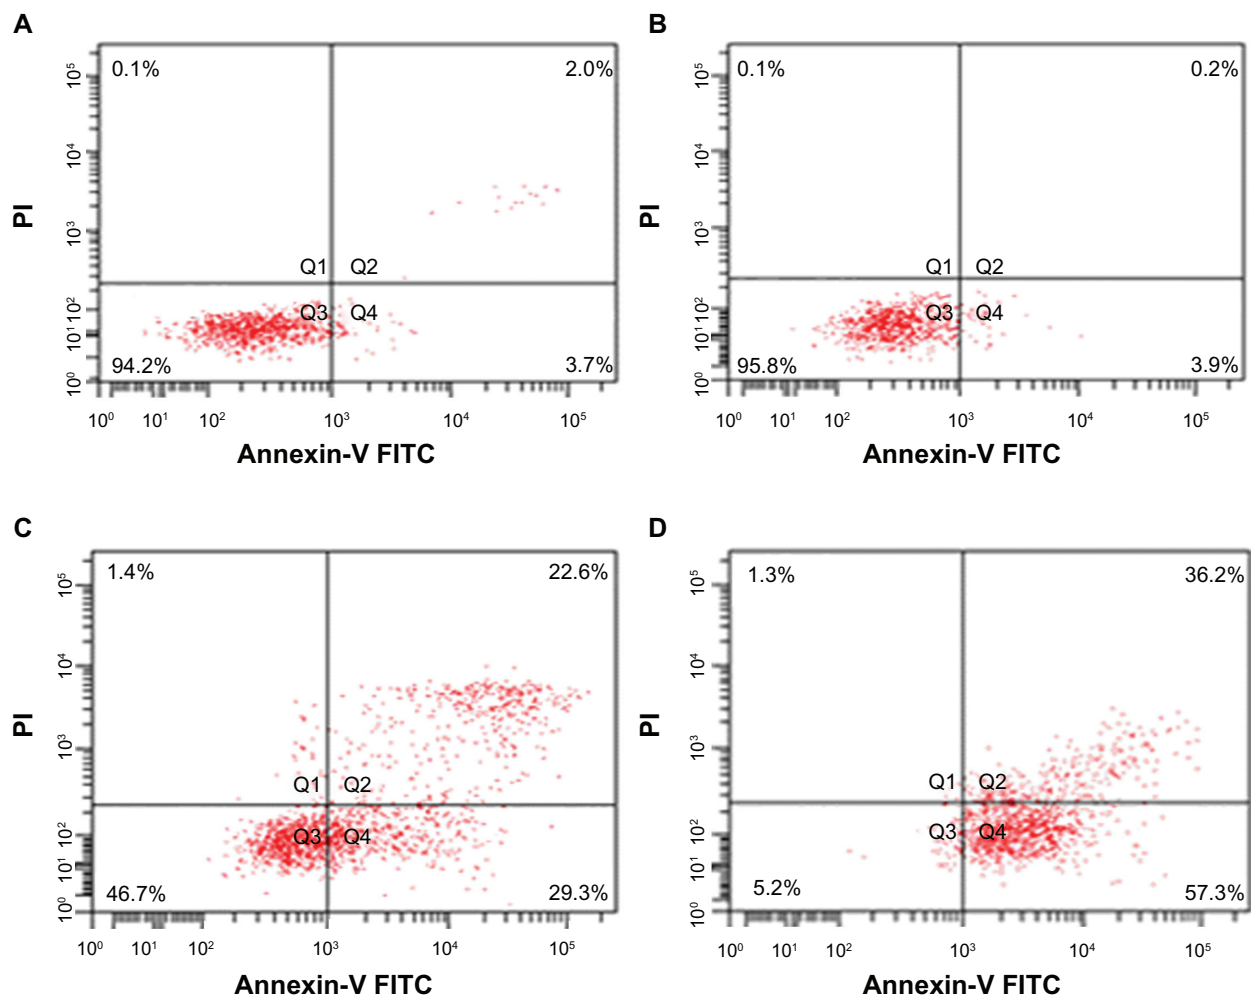 A
0.1%
2.0%
10⁵
10⁴
10³
10²
10¹
10⁰
PI
Q1 Q2
Q3 Q4
94.2%
3.7%
10⁰ 10¹ 10² 10³ 10⁴ 10⁵
Annexin-V FITC
B
0.1%
0.2%
10⁵
10⁴
10³
10²
10¹
10⁰
PI
Q1 Q2
Q3 Q4
95.8%
3.9%
10⁰ 10¹ 10² 10³ 10⁴ 10⁵
Annexin-V FITC
C
1.4%
22.6%
10⁵
10⁴
10³
10²
10¹
10⁰
PI
Q1 Q2
Q3 Q4
46.7%
29.3%
10⁰ 10¹ 10² 10³ 10⁴ 10⁵
Annexin-V FITC
D
1.3%
36.2%
10⁵
10⁴
10³
10²
10¹
10⁰
PI
Q1 Q2
Q3 Q4
5.2%
57.3%
10⁰ 10¹ 10² 10³ 10⁴ 10⁵
Annexin-V FITC